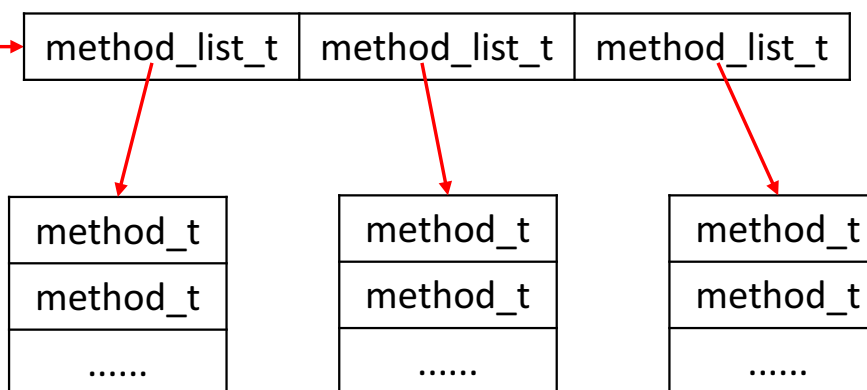 method_list_t method_list_t method_list_t
method_t method_t method_t
method_t method_t method_t
...... ...... ......